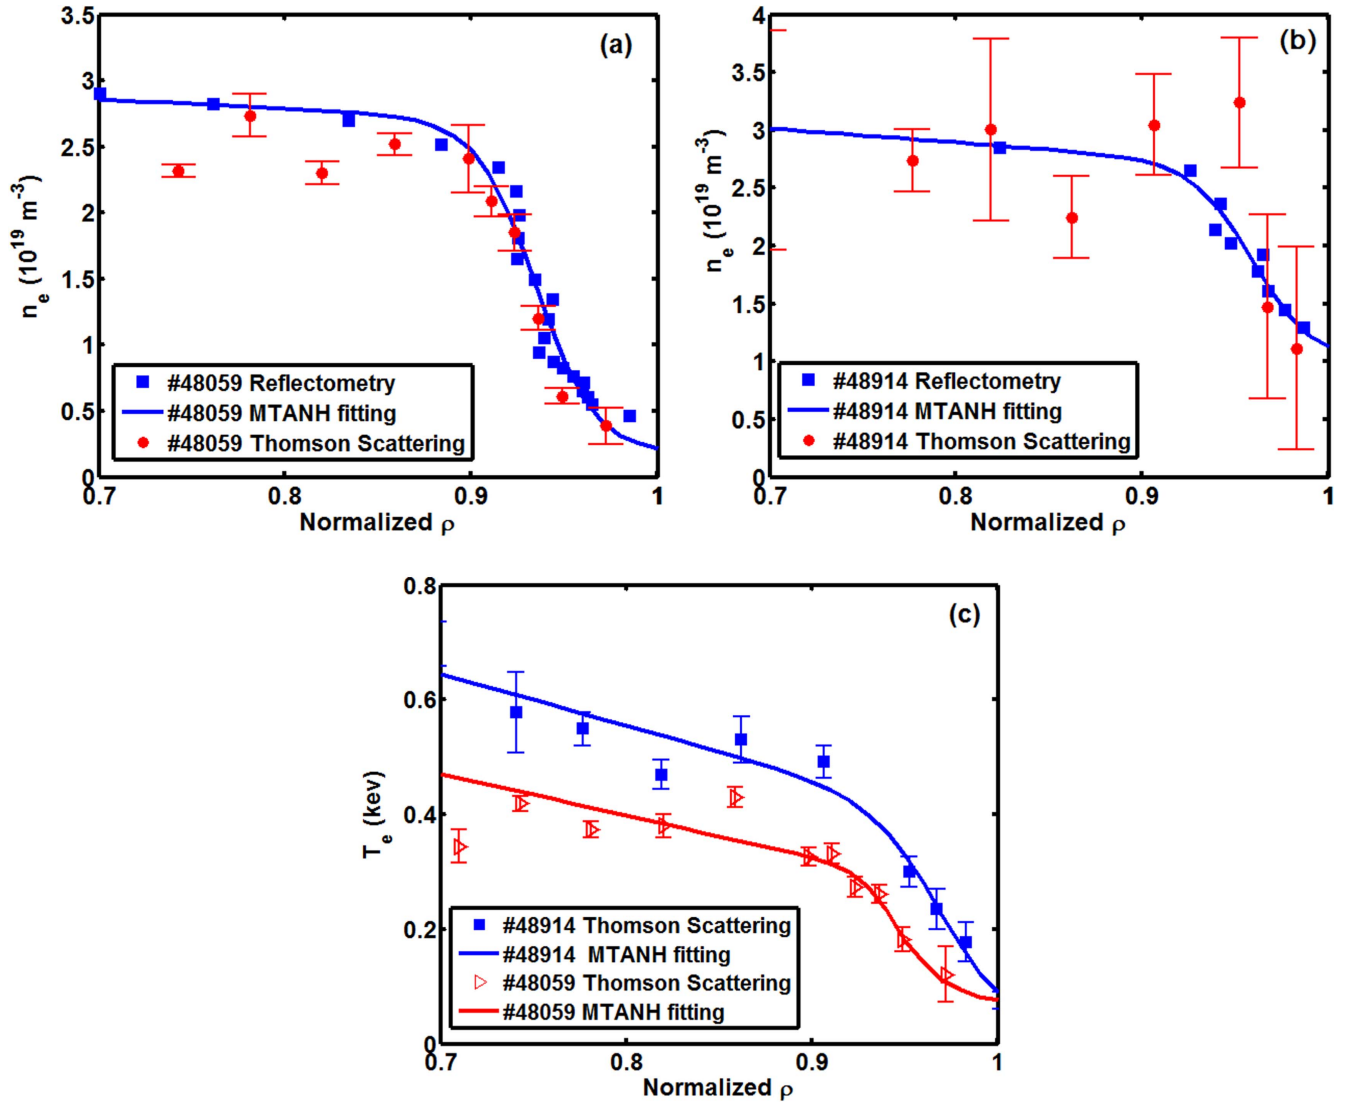 (a)
3.5
3
2.5
2
1.5
1
0.5
0
n_e (10^19 m^-3)
#48059 Reflectometry
#48059 MTANH fitting
#48059 Thomson Scattering
0.7 0.8 0.9 1
Normalized ρ
(b)
4
3.5
3
2.5
2
1.5
1
0.5
0
n_e (10^19 m^-3)
#48914 Reflectometry
#48914 MTANH fitting
#48914 Thomson Scattering
0.7 0.8 0.9 1
Normalized ρ
(c)
0.8
0.6
0.4
0.2
0
T_e (kev)
#48914 Thomson Scattering
#48914 MTANH fitting
#48059 Thomson Scattering
#48059 MTANH fitting
0.7 0.8 0.9 1
Normalized ρ